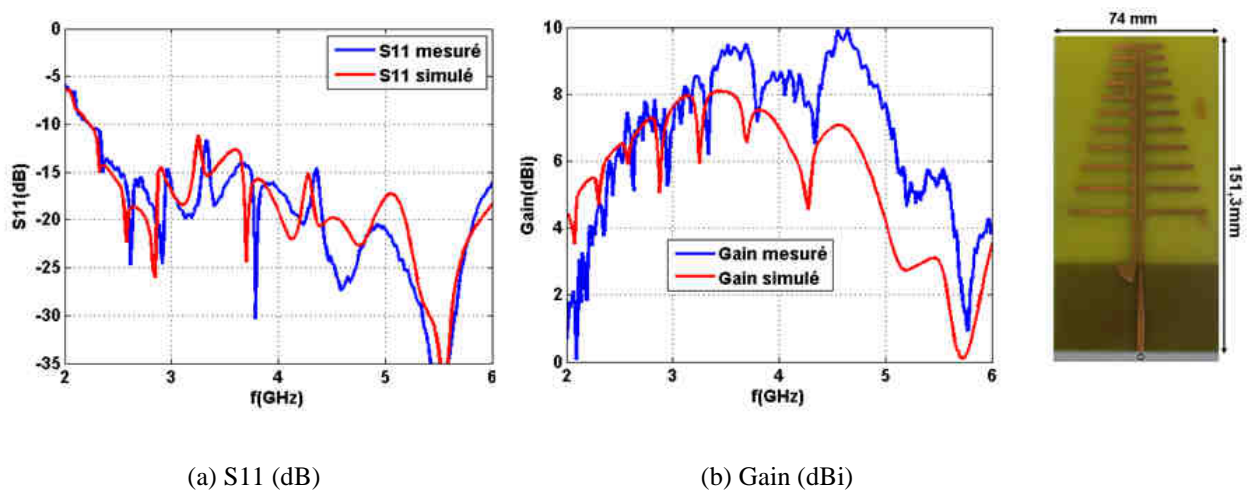 S11 mesuré
S11 simulé
0
-5
-10
-15
-20
-25
-30
-35
S11(dB)
2 3 4 5 6
f(GHz)
10
8
6
4
2
0
Gain(dBi)
Gain mesuré
Gain simulé
2 3 4 5 6
f(GHz)
74 mm
151,3mm
(a) S11 (dB)
(b) Gain (dBi)